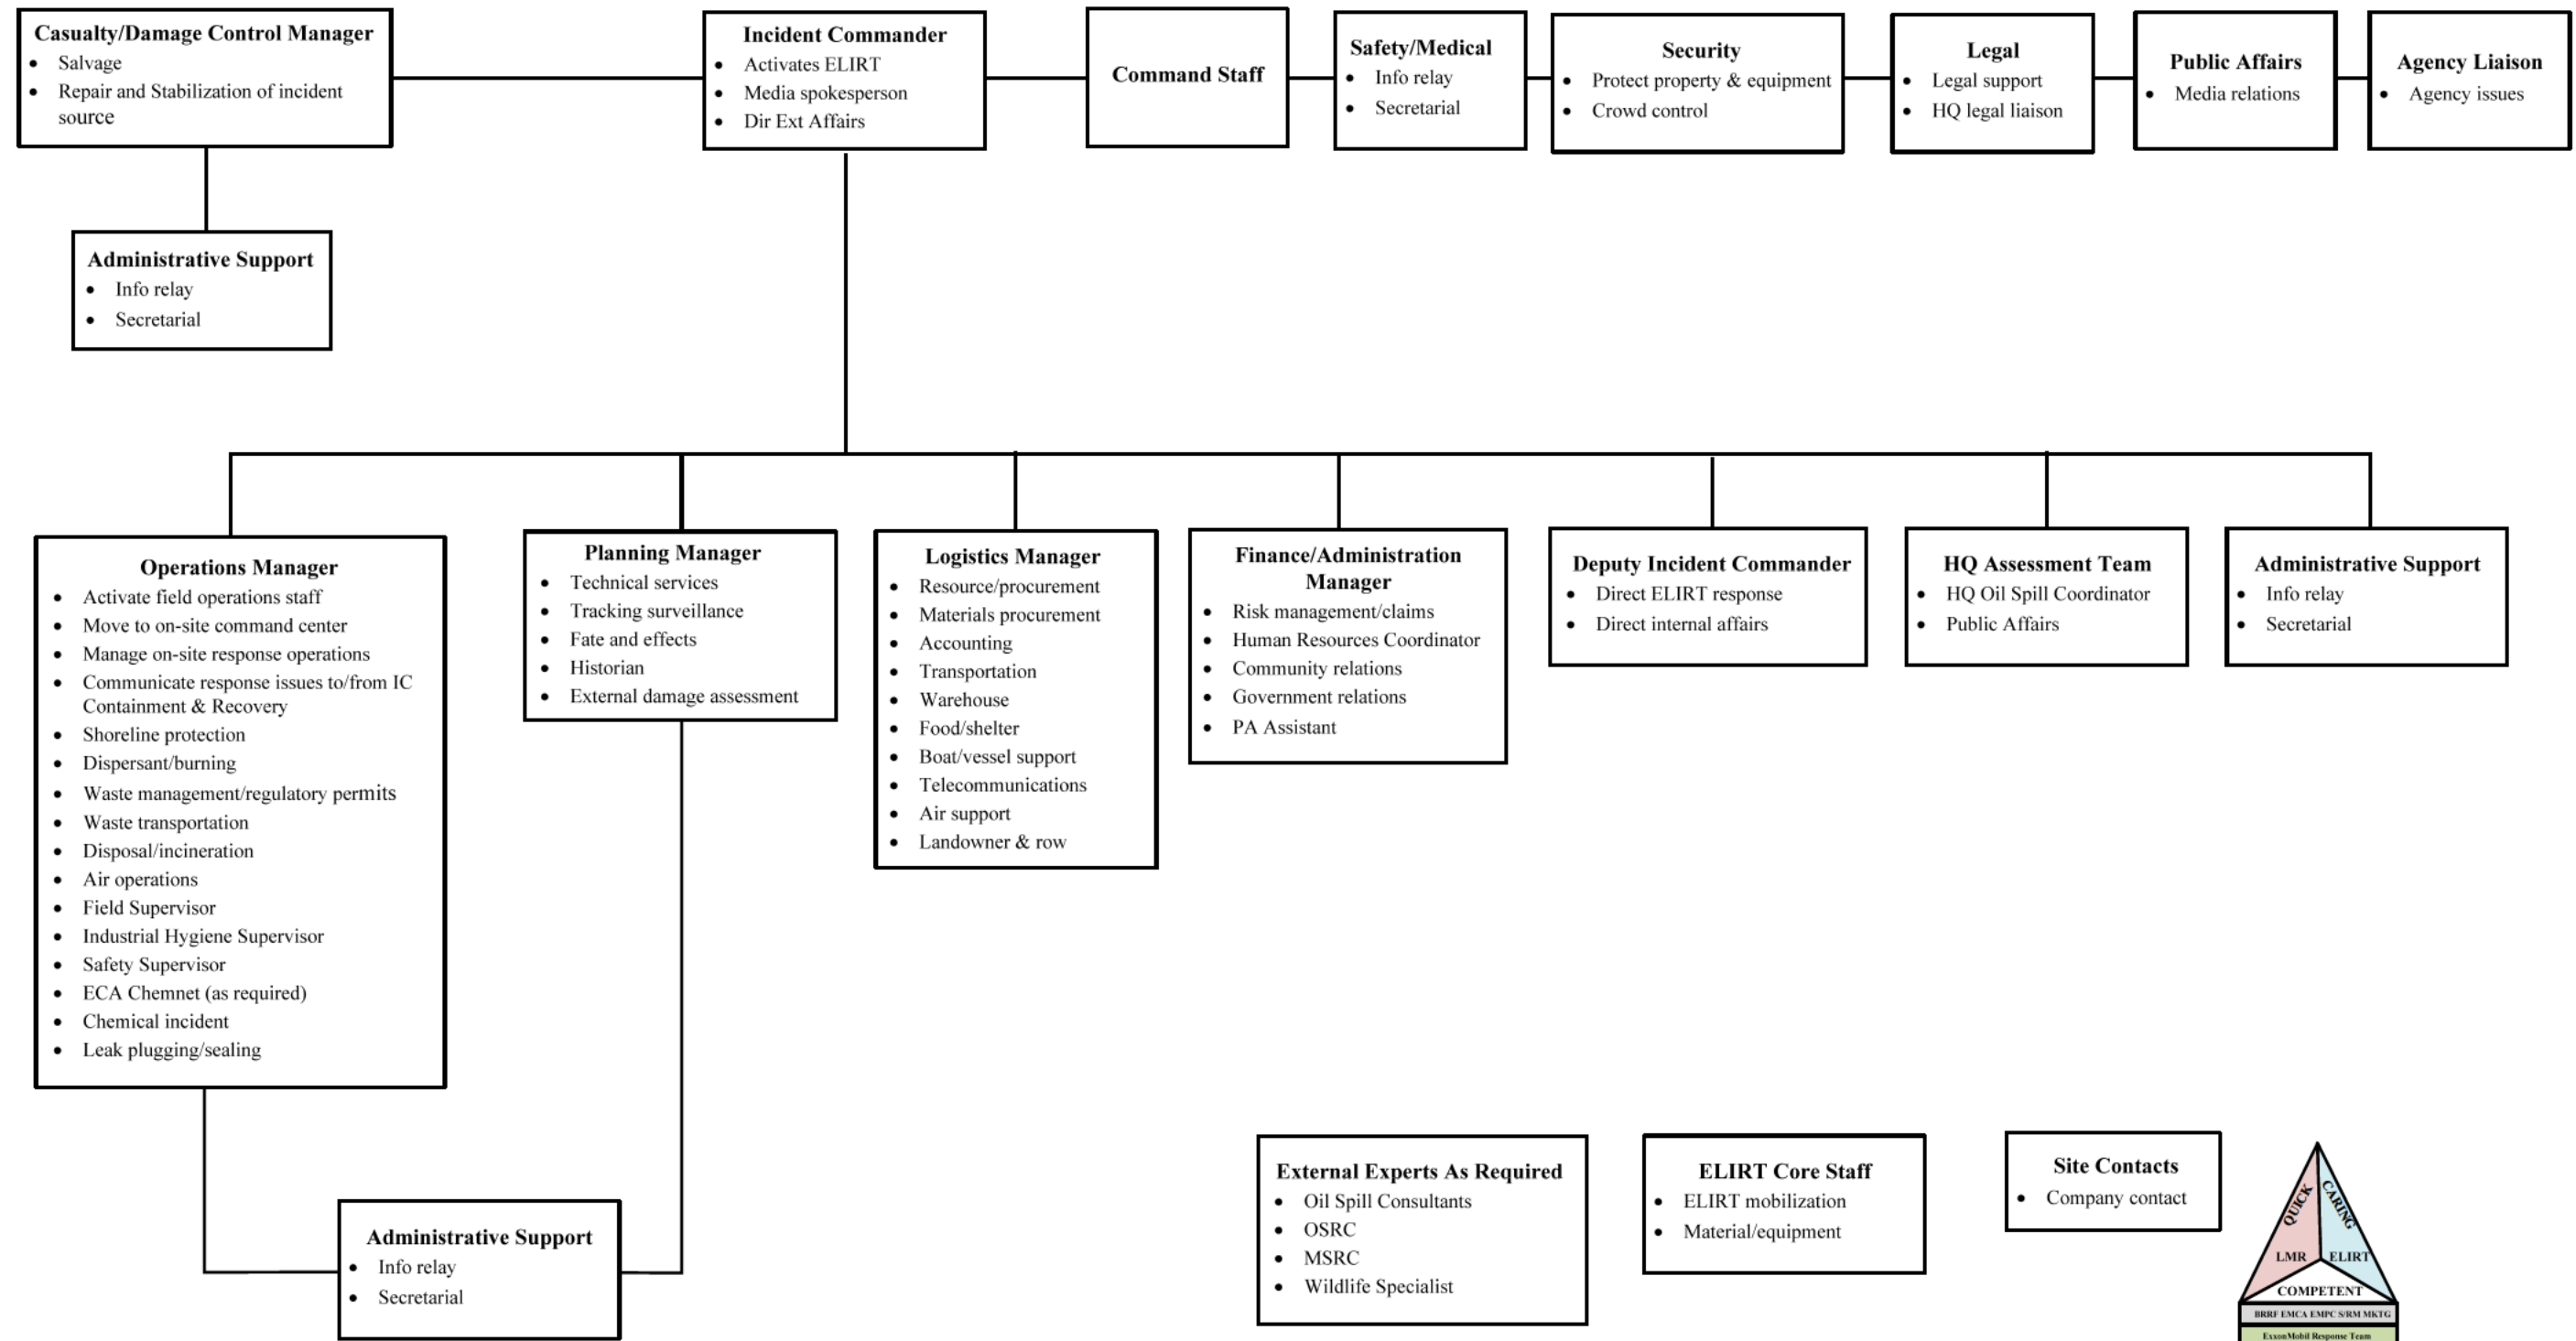 Casualty/Damage Control Manager
• Salvage
• Repair and Stabilization of incident
source
Incident Commander
• Activates ELIRT
• Media spokesperson
• Dir Ext Affairs
Command Staff
Safety/Medical
• Info relay
• Secretarial
Security
• Protect property & equipment
• Crowd control
Legal
• Legal support
• HQ legal liaison
Public Affairs
• Media relations
Agency Liaison
• Agency issues
Administrative Support
• Info relay
• Secretarial
Operations Manager
• Activate field operations staff
• Move to on-site command center
• Manage on-site response operations
• Communicate response issues to/from IC
Containment & Recovery
• Shoreline protection
• Dispersant/burning
• Waste management/regulatory permits
• Waste transportation
• Disposal/incineration
• Air operations
• Field Supervisor
• Industrial Hygiene Supervisor
• Safety Supervisor
• ECA Chemnet (as required)
• Chemical incident
• Leak plugging/sealing
Planning Manager
• Technical services
• Tracking surveillance
• Fate and effects
• Historian
• External damage assessment
Logistics Manager
• Resource/procurement
• Materials procurement
• Accounting
• Transportation
• Warehouse
• Food/shelter
• Boat/vessel support
• Telecommunications
• Air support
• Landowner & row
Finance/Administration
Manager
• Risk management/claims
• Human Resources Coordinator
• Community relations
• Government relations
• PA Assistant
Deputy Incident Commander
• Direct ELIRT response
• Direct internal affairs
HQ Assessment Team
• HQ Oil Spill Coordinator
• Public Affairs
Administrative Support
• Info relay
• Secretarial
Administrative Support
• Info relay
• Secretarial
External Experts As Required
• Oil Spill Consultants
• OSRC
• MSRC
• Wildlife Specialist
ELIRT Core Staff
• ELIRT mobilization
• Material/equipment
Site Contacts
• Company contact
QUICK
CARING
LMR ELIRT
COMPETENT
BRRF EMCA EMPC S/RM MKTG
ExxonMobil Response Team